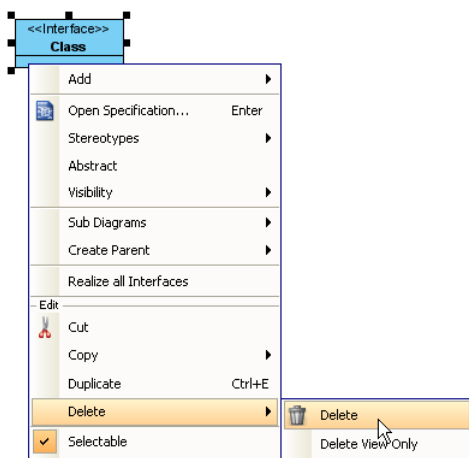 <<Interface>>
Class
Add
Open Specification... Enter
Stereotypes
Abstract
Visibility
Sub Diagrams
Create Parent
Realize all Interfaces
Edit
Cut
Copy
Duplicate Ctrl+E
Delete
Delete
Selectable
Delete View Only